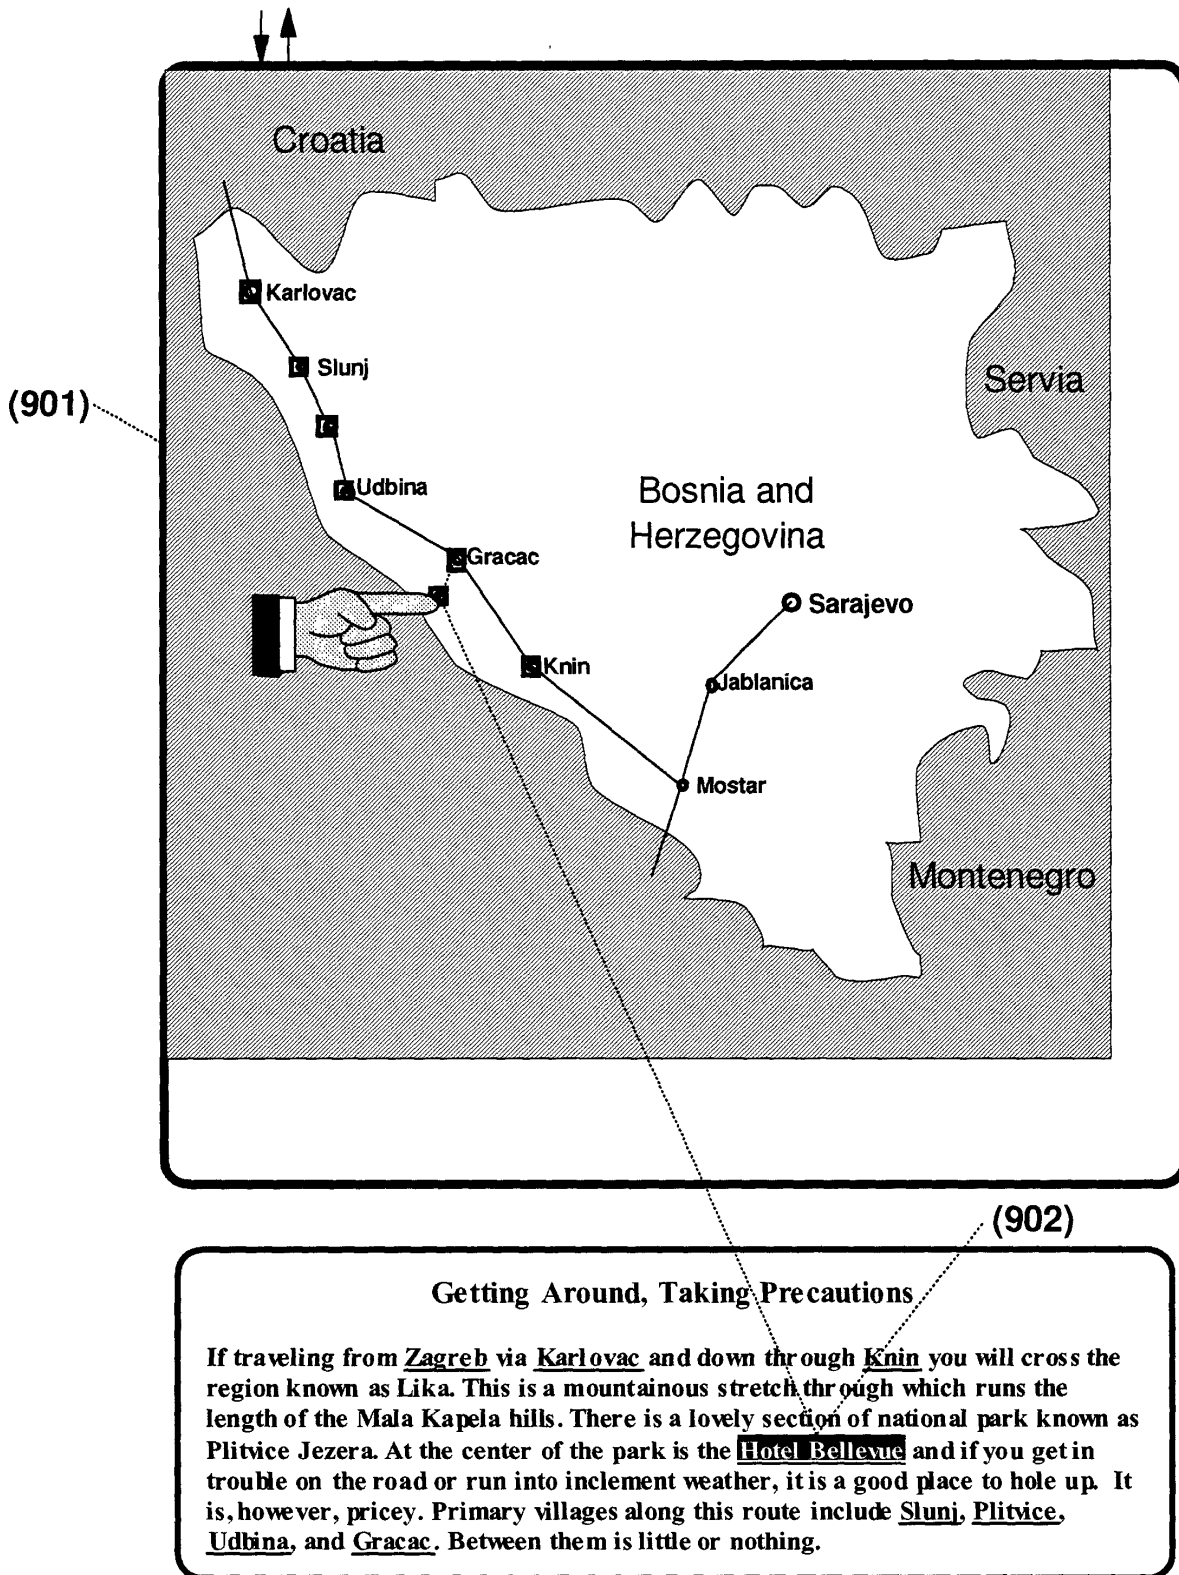 Croatia
Karlovac
Slunj
Servia
(901)
Udbina
Bosnia and
Herzegovina
Gracac
Sarajevo
Knin
Jablanica
Mostar
Montenegro
(902)
Getting Around, Taking Precautions
If traveling from Zagreb via Karlovac and down through Knin you will cross the
region known as Lika. This is a mountainous stretch through which runs the
length of the Mala Kapela hills. There is a lovely section of national park known as
Plitvice Jezera. At the center of the park is the Hotel Bellevue and if you get in
trouble on the road or run into inclement weather, it is a good place to hole up. It
is, however, pricey. Primary villages along this route include Slunj, Plitvice,
Udbina, and Gracac. Between them is little or nothing.